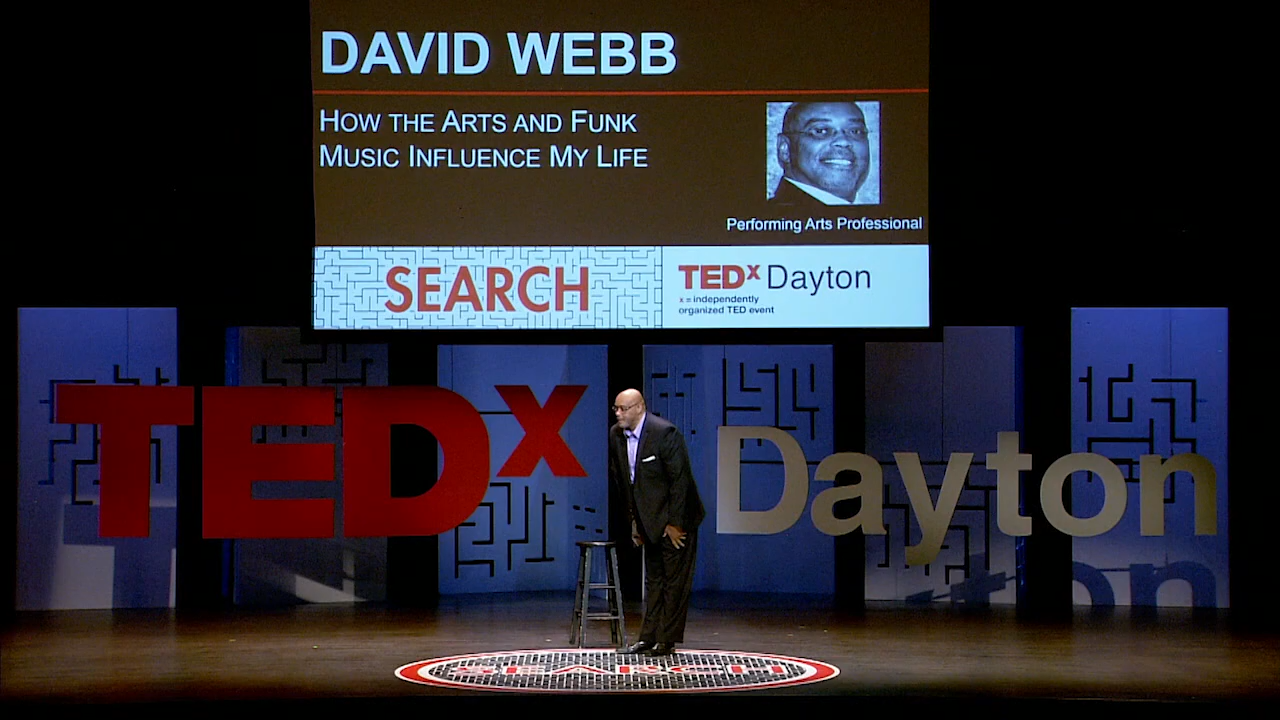 DAVID WEBB
HOW THE ARTS AND FUNK
MUSIC INFLUENCE MY LIFE
Performing Arts Professional
SEARCH
TEDx Dayton
x = independently
organized TED event
TEDx Dayton
SEARCH